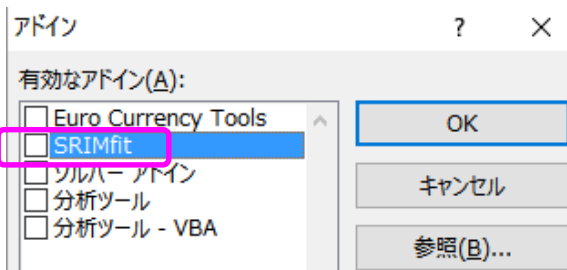 アドイン ? ×
有効なアドイン(A):
Euro Currency Tools
SRIMfit
ソルバー アドイン
分析ツール
分析ツール - VBA
OK
キャンセル
参照(B)...